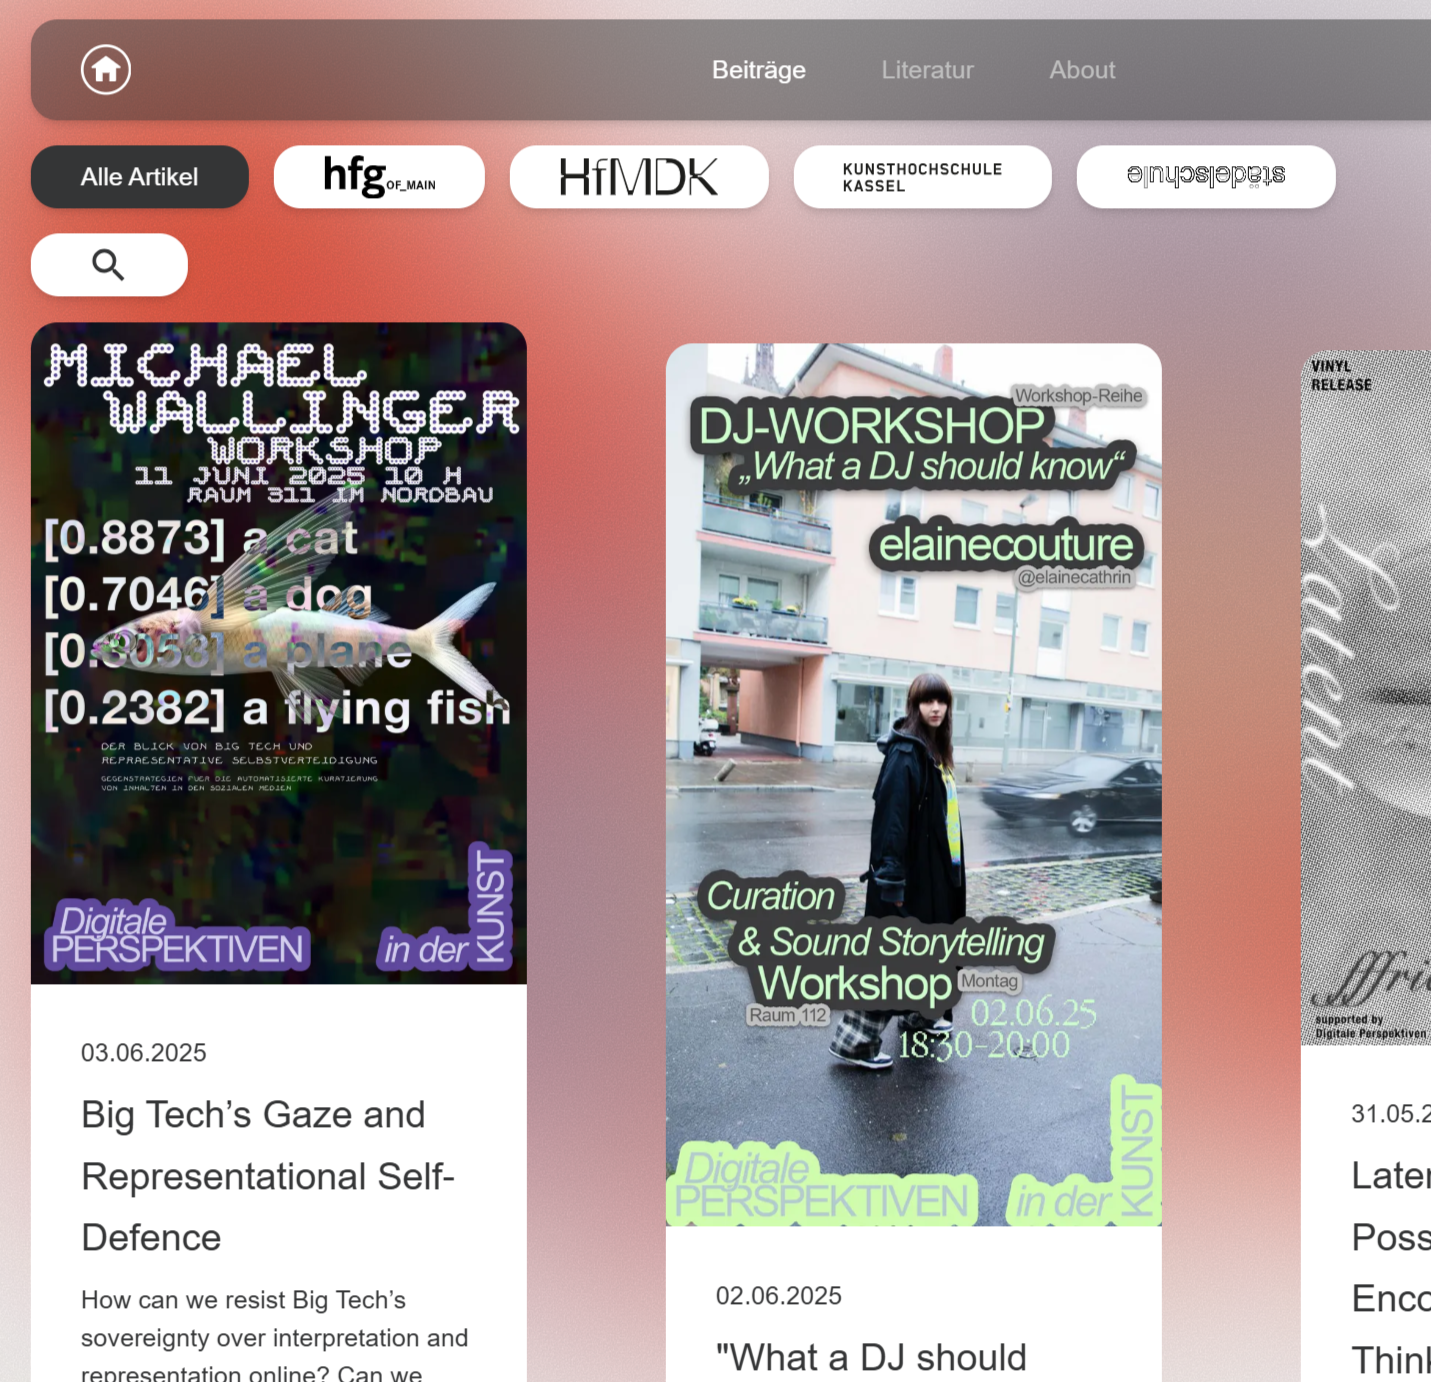 Beiträge Literatur About
Alle Artikel
hfg OF_MAIN
HfMDK
KUNSTHOCHSCHULE
KASSEL
städelschule
MICHAEL
WALLINGER
WORKSHOP
11 JUNI 2025 10 H
RAUM 311 IM NORDBAU
[0.8873] a cat
[0.7046] a dog
[0.3053] a plane
[0.2382] a flying fish
DER BLICK VON BIG TECH UND
REPRAESENTATIVE SELBSTVERTEIDIGUNG
GEGENSTRATEGIEN FUER DIE AUTOMATISIERTE KURATIERUNG
VON INHALTEN IN DEN SOZIALEN MEDIEN
Digitale
PERSPEKTIVEN
in der KUNST
03.06.2025
Big Tech’s Gaze and
Representational Self-
Defence
How can we resist Big Tech’s
sovereignty over interpretation and
representation online? Can we
Workshop-Reihe
DJ-WORKSHOP
„What a DJ should know“
elainecouture
@elainecathrin
Curation
& Sound Storytelling
Workshop
Montag
Raum 112
02.06.25
18:30-20:00
Digitale
PERSPEKTIVEN
in der KUNST
02.06.2025
"What a DJ should
VINYL
RELEASE
Latent
fffri
supported by
Digitale Perspektiven
31.05.2
Later
Poss
Enco
Think